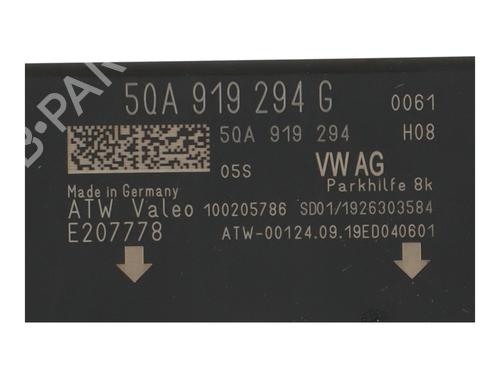 5QA 919 294 G 0061
5QA 919 294 H08
05S VW AG
Made in Germany Parkhilfe 8k
ATW Valeo 100205786 SD01/1926303584
E207778 ATW-00124.09.19ED040601
B-PAR